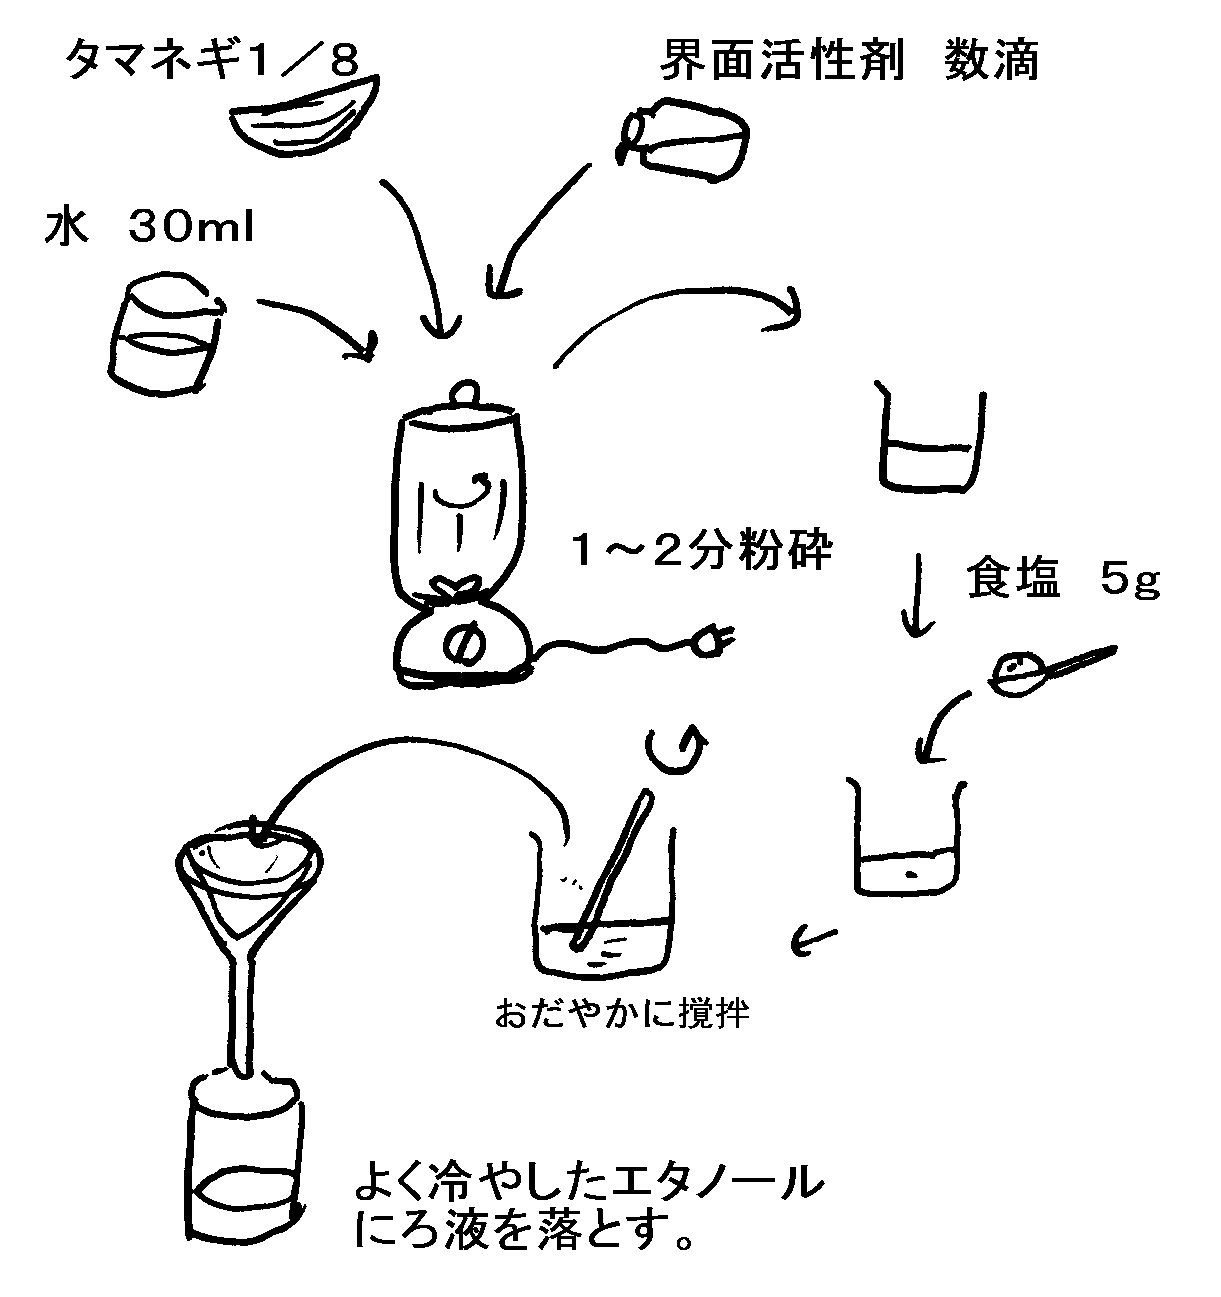 タマネギ１／８
界面活性剤　数滴
水　３０ｍｌ
１～２分粉砕
食塩　５ｇ
おだやかに撹拌
よく冷やしたエタノール
にろ液を落とす。